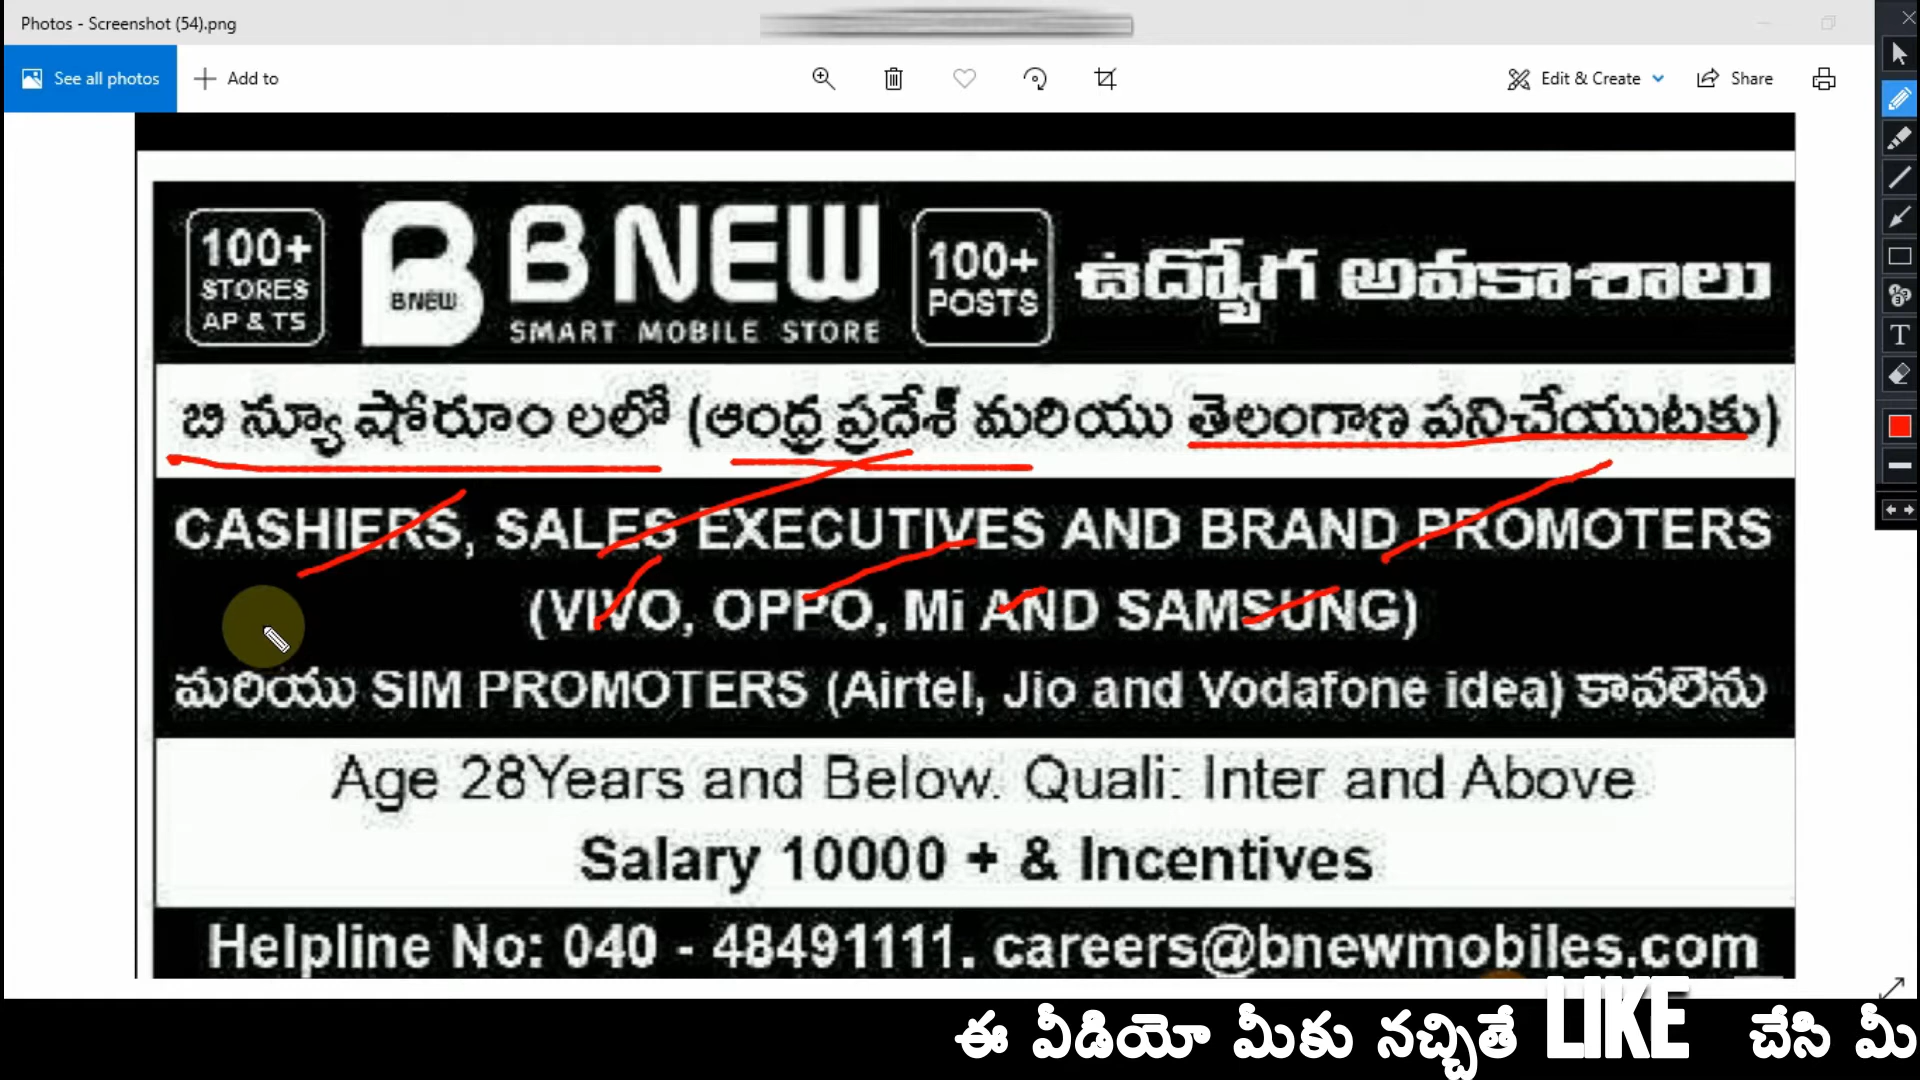 Photos - Screenshot (54).png
See all photos
Add to
Edit & Create
Share
100+
STORES
AP & TS
BNEW
B NEW
SMART MOBILE STORE
100+
POSTS
ఉద్యోగ అవకాశాలు
బి న్యూ షోరూం లలో (ఆంధ్ర ప్రదేశ్ మరియు తెలంగాణ పనిచేయుటకు)
CASHIERS, SALES EXECUTIVES AND BRAND PROMOTERS
(VIVO, OPPO, Mi AND SAMSUNG)
మరియు SIM PROMOTERS (Airtel, Jio and Vodafone idea) కావలెను
Age 28Years and Below. Quali: Inter and Above
Salary 10000 + & Incentives
Helpline No: 040 - 48491111. careers@bnewmobiles.com
ఈ వీడియో మీకు నచ్చితే LIKE చేసి మీ